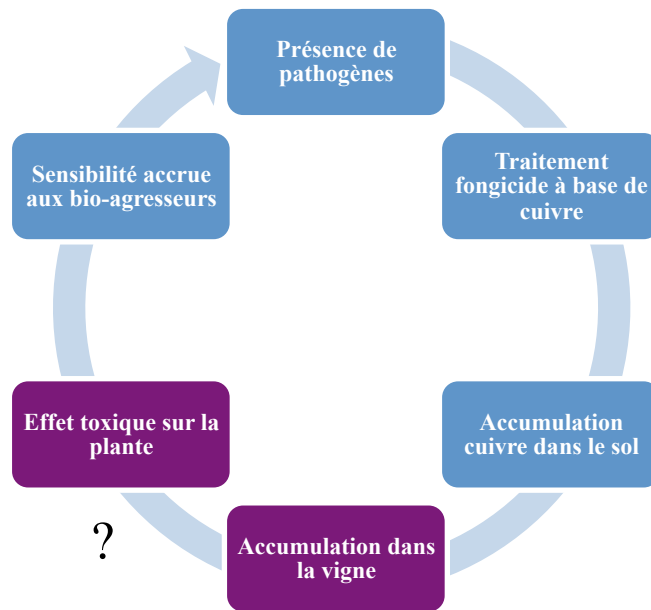 Présence de
pathogènes
Traitement
fongicide à base de
cuivre
Accumulation
cuivre dans le sol
Accumulation dans
la vigne
?
Effet toxique sur la
plante
Sensibilité accrue
aux bio-agresseurs